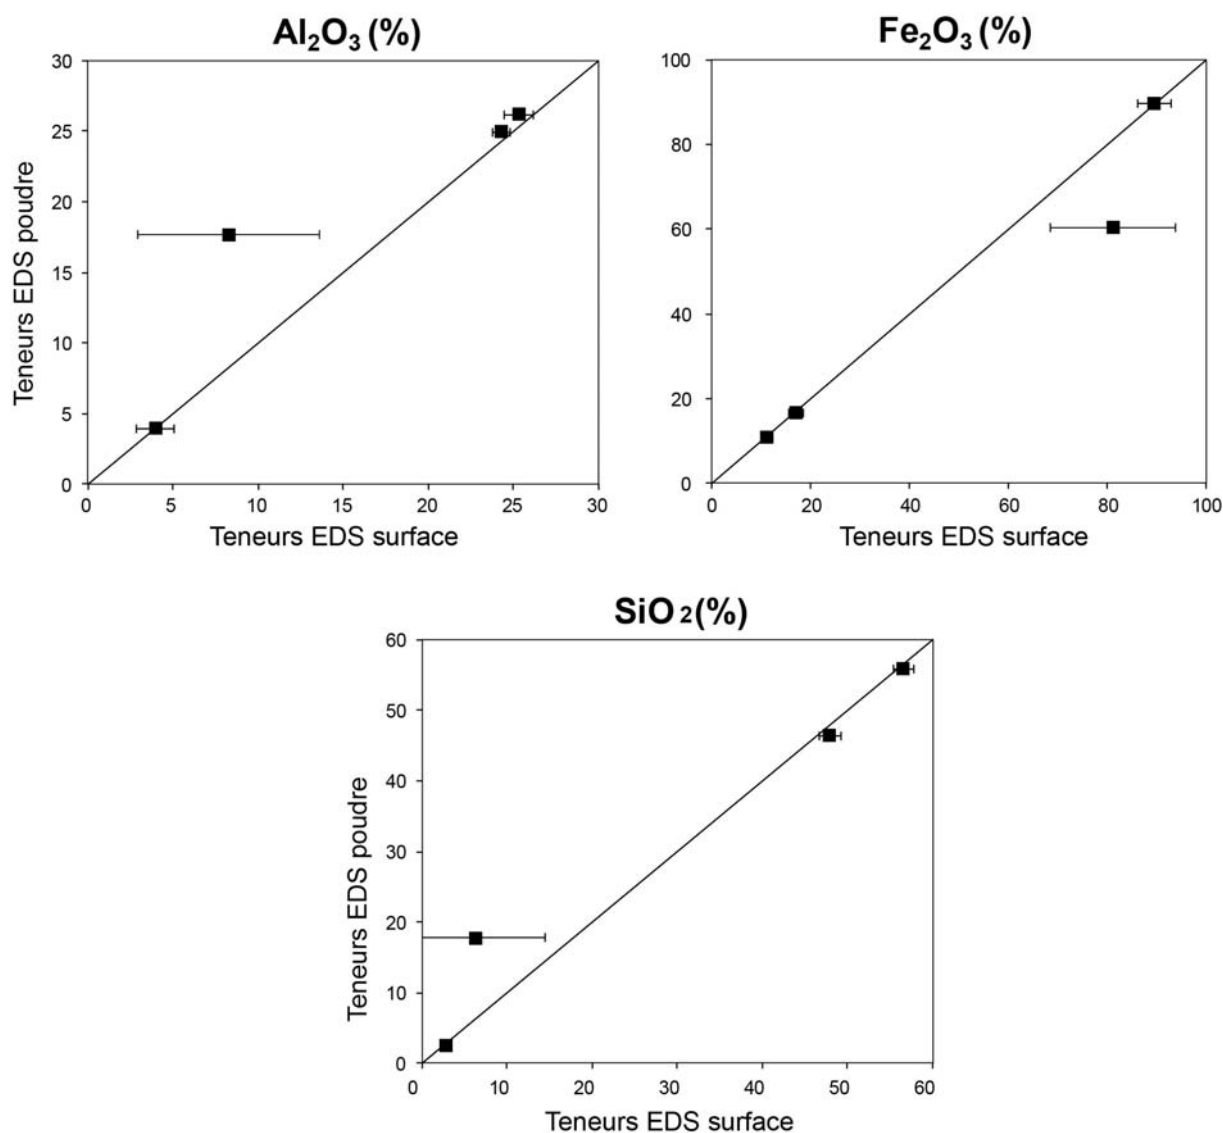 Al₂O₃ (%)
Teneurs EDS poudre
30
25
20
15
10
5
0
0 5 10 15 20 25 30
Teneurs EDS surface
Fe₂O₃ (%)
100
80
60
40
20
0
0 20 40 60 80 100
Teneurs EDS surface
SiO ₂ (%)
Teneurs EDS poudre
60
50
40
30
20
10
0
0 10 20 30 40 50 60
Teneurs EDS surface